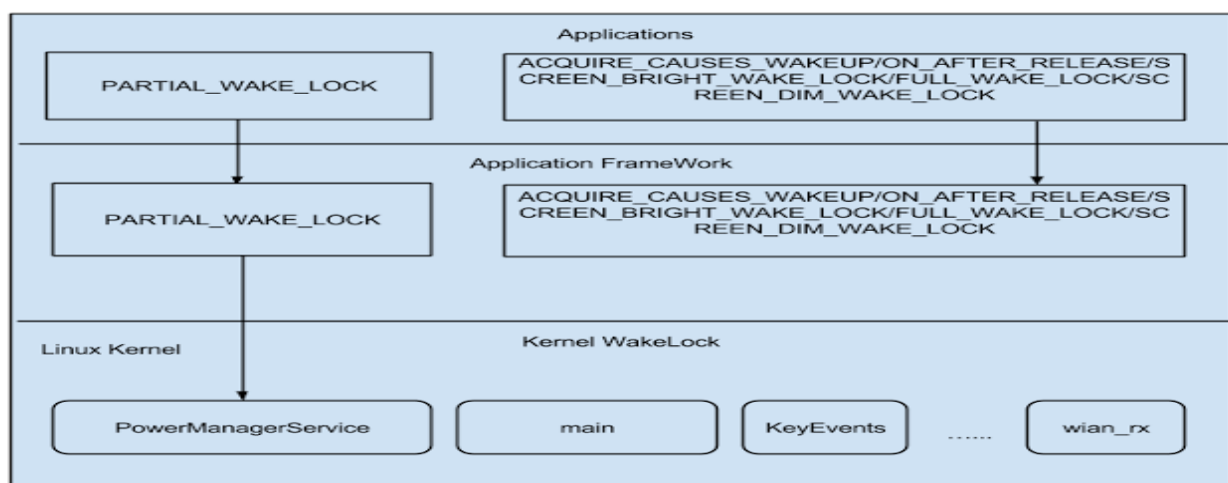 Applications
PARTIAL_WAKE_LOCK
ACQUIRE_CAUSES_WAKEUP/ON_AFTER_RELEASE/S
CREEN_BRIGHT_WAKE_LOCK/FULL_WAKE_LOCK/SC
REEN_DIM_WAKE_LOCK
Application FrameWork
PARTIAL_WAKE_LOCK
ACQUIRE_CAUSES_WAKEUP/ON_AFTER_RELEASE/S
CREEN_BRIGHT_WAKE_LOCK/FULL_WAKE_LOCK/SC
REEN_DIM_WAKE_LOCK
Linux Kernel
Kernel WakeLock
PowerManagerService
main
KeyEvents
......
wian_rx